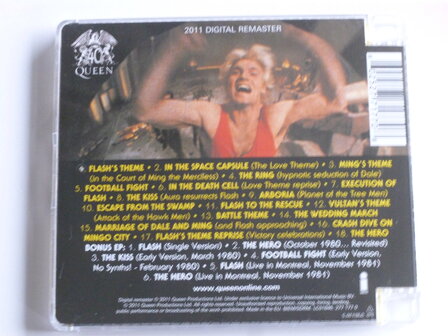 2011 DIGITAL REMASTER
40
QUEEN
1. FLASH'S THEME • 2. IN THE SPACE CAPSULE (The Love Theme) • 3. MING'S THEME
(In the Court of Ming the Merciless) • 4. THE RING (hypnotic seduction of Dale)
5. FOOTBALL FIGHT • 6. IN THE DEATH CELL (Love Theme reprise) • 7. EXECUTION OF
FLASH • 8. THE KISS (Aura resurrects Flash) • 9. ARBORIA (Planet of the Tree Men)
10. ESCAPE FROM THE SWAMP • 11. FLASH TO THE RESCUE • 12. VULTAN'S THEME
(Attack of the Hawk Men) • 13. BATTLE THEME • 14. THE WEDDING MARCH
15. MARRIAGE OF DALE AND MING (and Flash approaching) • 16. CRASH DIVE ON
MINGO CITY • 17. FLASH'S THEME REPRISE (Victory celebrations) • 18. THE HERO
BONUS EP: 1. FLASH (Single Version) • 2. THE HERO (October 1980... Revisited)
3. THE KISS (Early Version, March 1980) • 4. FOOTBALL FIGHT (Early Version,
No Synths! - February 1980) • 5. FLASH (Live in Montreal, November 1981)
6. THE HERO (Live in Montreal, November 1981)
www.queenonline.com